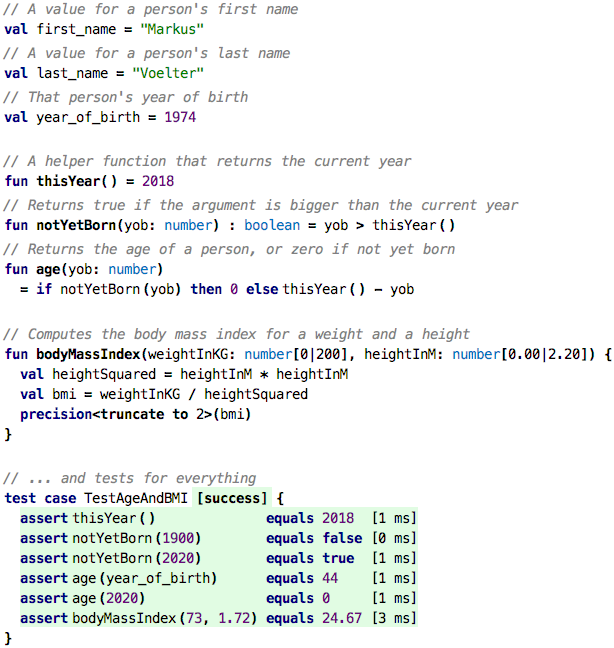 // A value for a person's first name
val first_name = "Markus"
// A value for a person's last name
val last_name = "Voelter"
// That person's year of birth
val year_of_birth = 1974
// A helper function that returns the current year
fun thisYear() = 2018
// Returns true if the argument is bigger than the current year
fun notYetBorn(yob: number) : boolean = yob > thisYear()
// Returns the age of a person, or zero if not yet born
fun age(yob: number)
= if notYetBorn(yob) then 0 else thisYear() - yob
// Computes the body mass index for a weight and a height
fun bodyMassIndex(weightInKG: number[0|200], heightInM: number[0.00|2.20]) {
val heightSquared = heightInM * heightInM
val bmi = weightInKG / heightSquared
precision<truncate to 2>(bmi)
}
// ... and tests for everything
test case TestAgeAndBMI [success] {
assert thisYear() equals 2018 [1 ms]
assert notYetBorn(1900) equals false [0 ms]
assert notYetBorn(2020) equals true [1 ms]
assert age(year_of_birth) equals 44 [1 ms]
assert age(2020) equals 0 [1 ms]
assert bodyMassIndex(73, 1.72) equals 24.67 [3 ms]
}